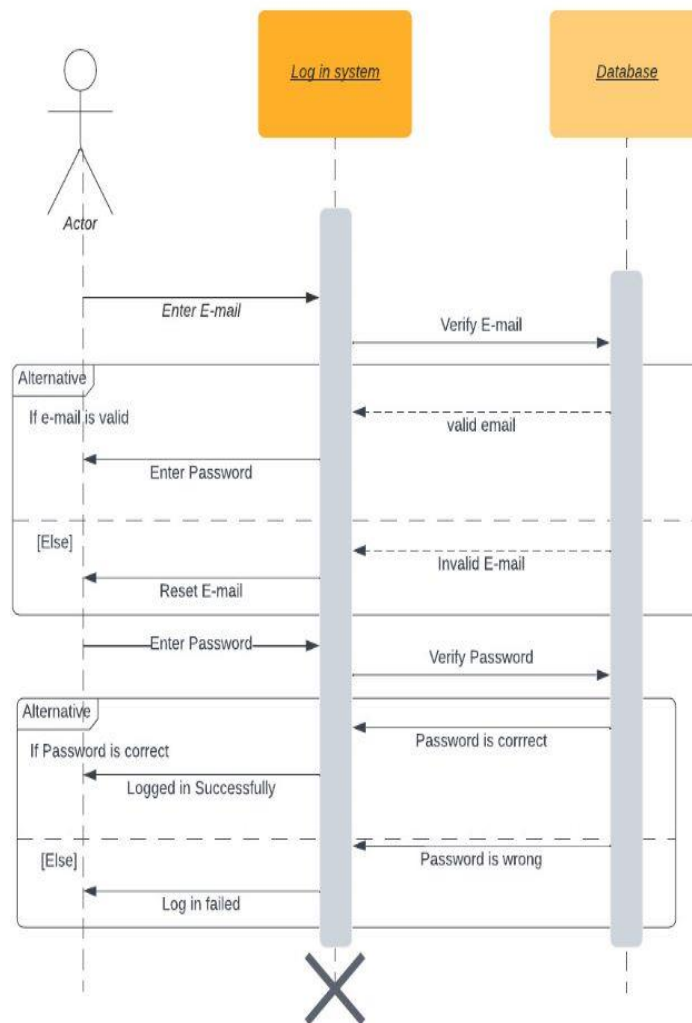 Log in system
Database
Actor
Enter E-mail
Verify E-mail
Alternative
If e-mail is valid
valid email
Enter Password
[Else]
Invalid E-mail
Reset E-mail
Enter Password
Verify Password
Alternative
Password is corrrect
If Password is correct
Logged in Successfully
[Else]
Password is wrong
Log in failed